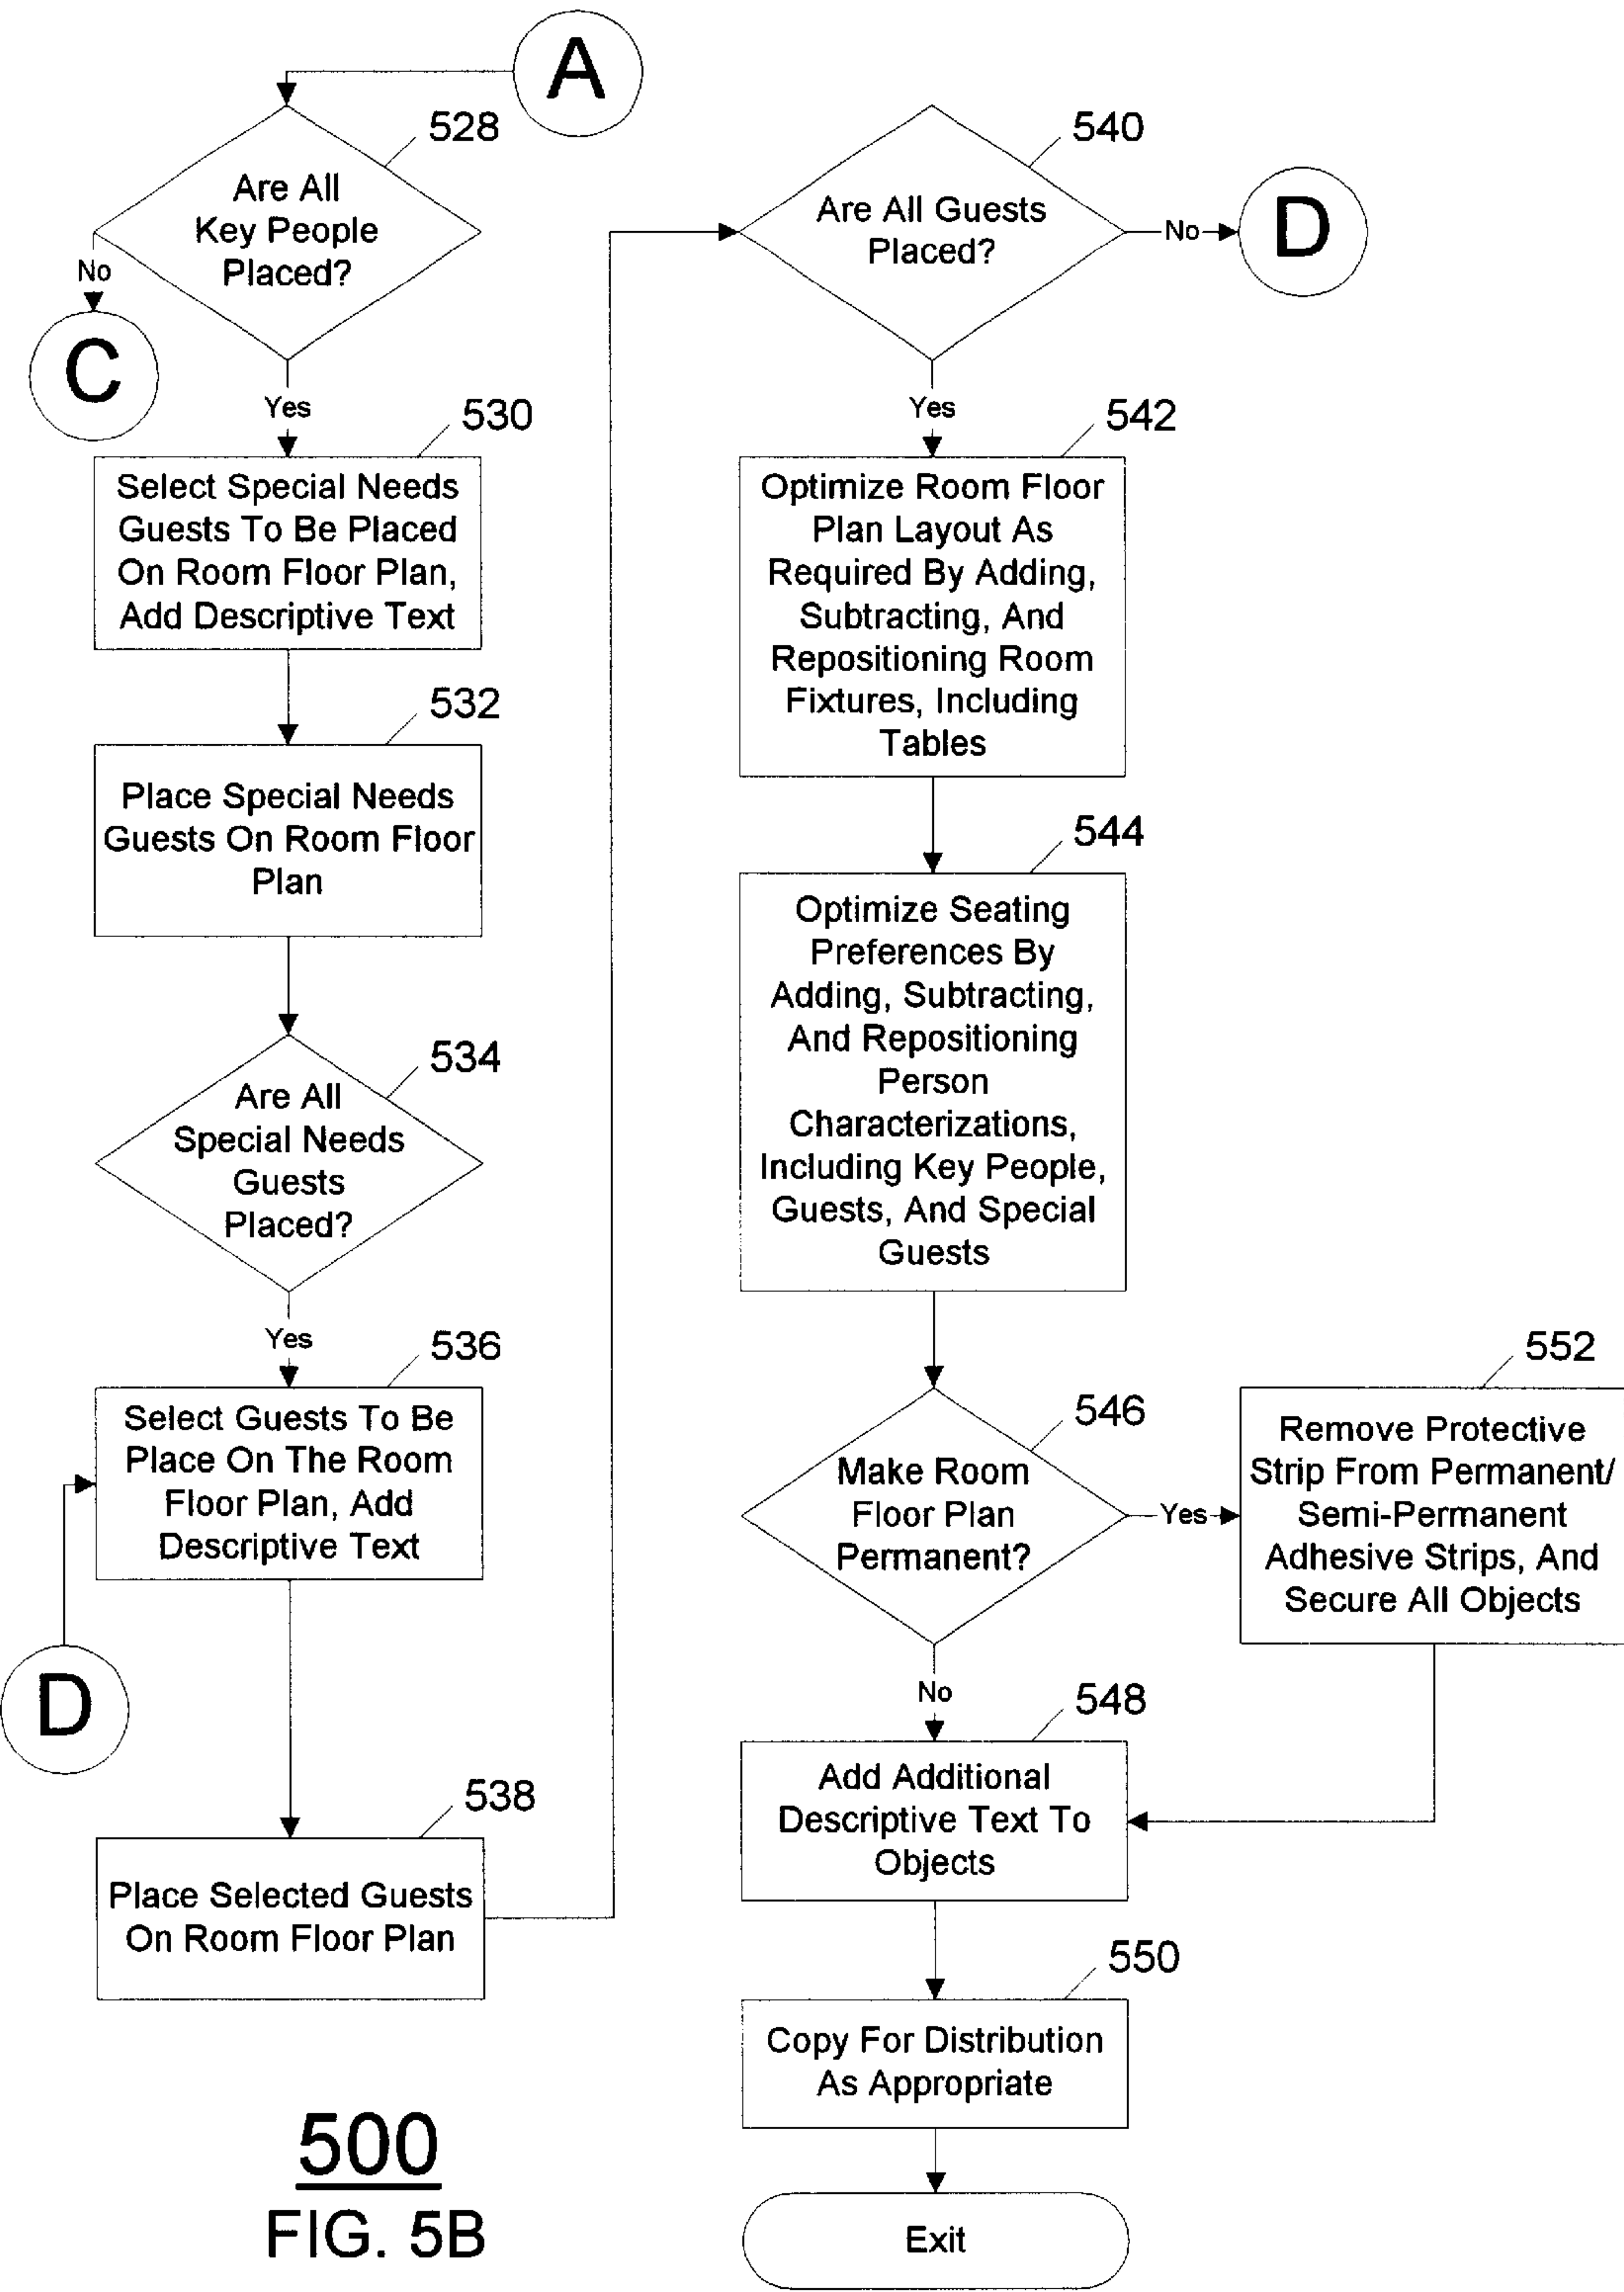 A
528
Are All
Key People
Placed?
No
C
Yes
530
Select Special Needs
Guests To Be Placed
On Room Floor Plan,
Add Descriptive Text
532
Place Special Needs
Guests On Room Floor
Plan
534
Are All
Special Needs
Guests
Placed?
Yes
536
Select Guests To Be
Place On The Room
Floor Plan, Add
Descriptive Text
D
538
Place Selected Guests
On Room Floor Plan
540
Are All Guests
Placed?
No
D
Yes
542
Optimize Room Floor
Plan Layout As
Required By Adding,
Subtracting, And
Repositioning Room
Fixtures, Including
Tables
544
Optimize Seating
Preferences By
Adding, Subtracting,
And Repositioning
Person
Characterizations,
Including Key People,
Guests, And Special
Guests
546
Make Room
Floor Plan
Permanent?
Yes
552
Remove Protective
Strip From Permanent/
Semi-Permanent
Adhesive Strips, And
Secure All Objects
No
548
Add Additional
Descriptive Text To
Objects
550
Copy For Distribution
As Appropriate
Exit
500
FIG. 5B